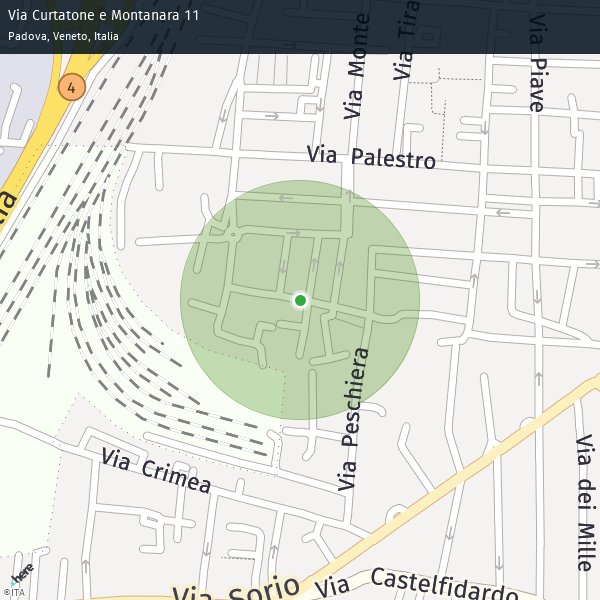 Via Curtatone e Montanara 11
Padova, Veneto, Italia
4
Via Monte
Via Tira
Via Piave
Via Palestro
Via Peschiera
Via Crimea
Via Sorio
Via Castelfidardo
Via dei Mille
here
©ITA